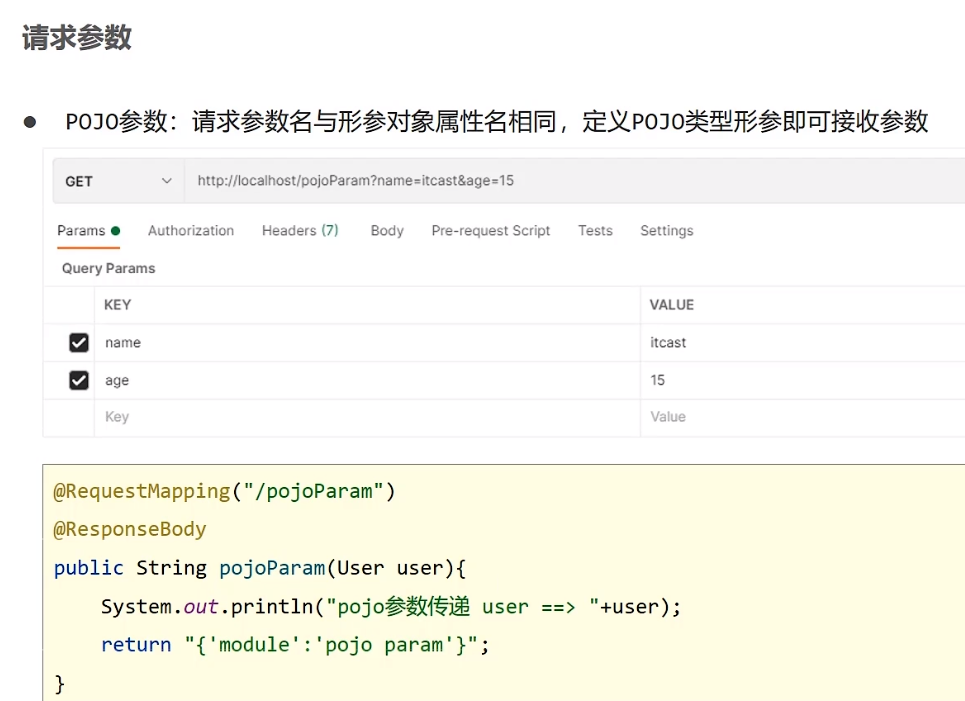 请求参数
● POJO参数：请求参数名与形参对象属性名相同，定义POJO类型形参即可接收参数
GET http://localhost/pojoParam?name=itcast&age=15
Params Authorization Headers (7) Body Pre-request Script Tests Settings
Query Params
KEY VALUE
name itcast
age 15
Key Value
@RequestMapping("/pojoParam")
@ResponseBody
public String pojoParam(User user){
    System.out.println("pojo参数传递 user ==> "+user);
    return "{'module':'pojo param'}";
}